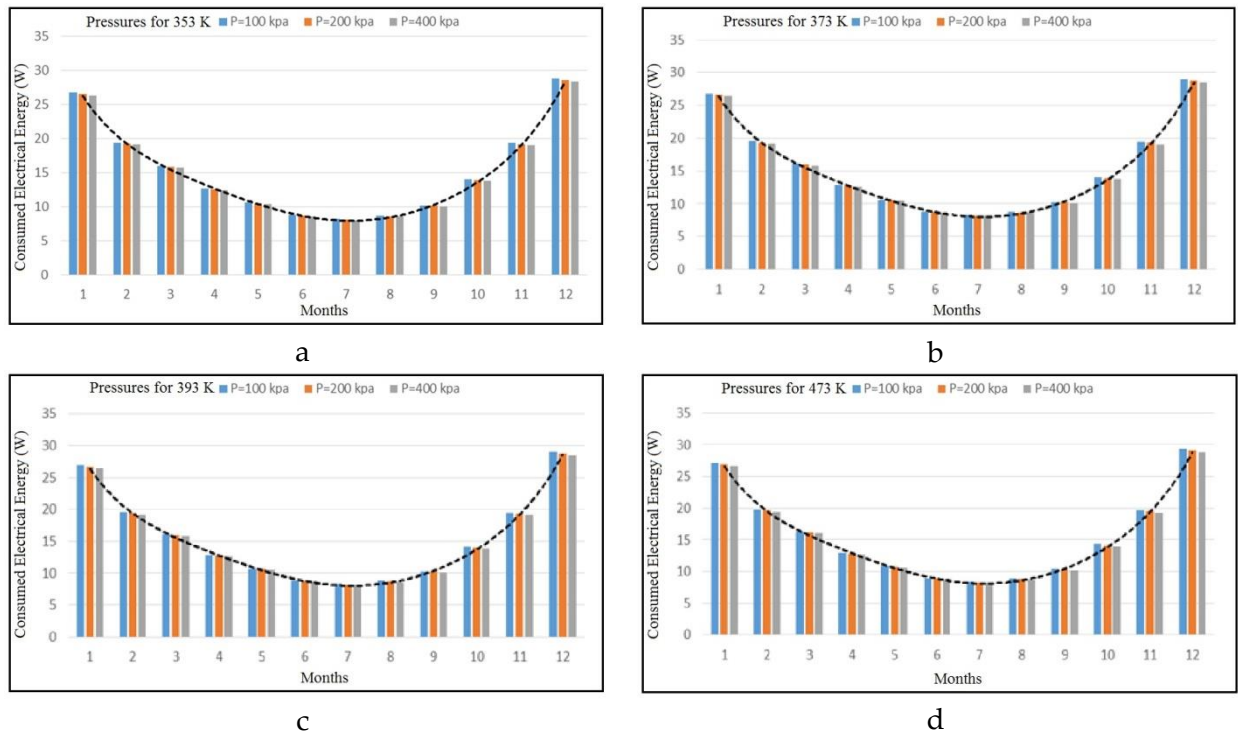 Pressures for 353 K P=100 kpa P=200 kpa P=400 kpa
Consumed Electrical Energy (W)
35
30
25
20
15
10
5
0
1 2 3 4 5 6 7 8 9 10 11 12
Months
a
Pressures for 373 K P=100 kpa P=200 kpa P=400 kpa
Consumed Electrical Energy (W)
35
30
25
20
15
10
5
0
1 2 3 4 5 6 7 8 9 10 11 12
Months
b
Pressures for 393 K P=100 kpa P=200 kpa P=400 kpa
Consumed Electrical Energy (W)
35
30
25
20
15
10
5
0
1 2 3 4 5 6 7 8 9 10 11 12
Months
c
Pressures for 473 K P=100 kpa P=200 kpa P=400 kpa
Consumed Electrical Energy (W)
35
30
25
20
15
10
5
0
1 2 3 4 5 6 7 8 9 10 11 12
Months
d